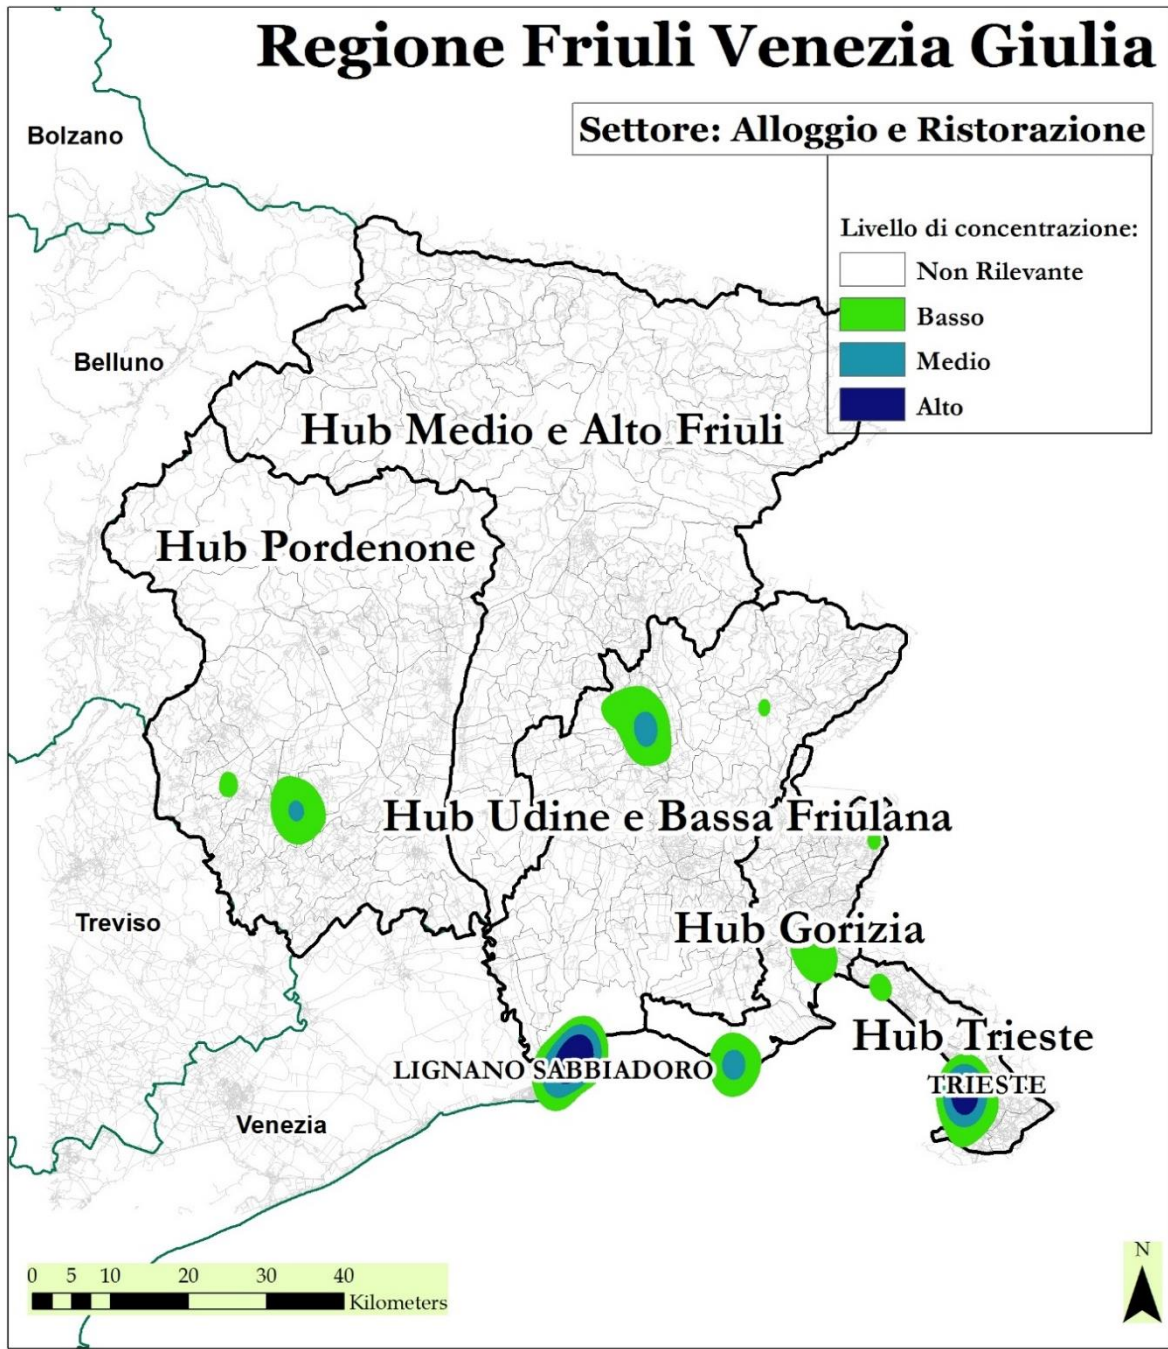 Regione Friuli Venezia Giulia
Settore: Alloggio e Ristorazione
Bolzano
Livello di concentrazione:
Non Rilevante
Basso
Medio
Alto
Belluno
Hub Medio e Alto Friuli
Hub Pordenone
Hub Udine e Bassa Friulana
Treviso
Hub Gorizia
Hub Trieste
LIGNANO SABBIADORO
TRIESTE
Venezia
0 5 10 20 30 40
Kilometers
N